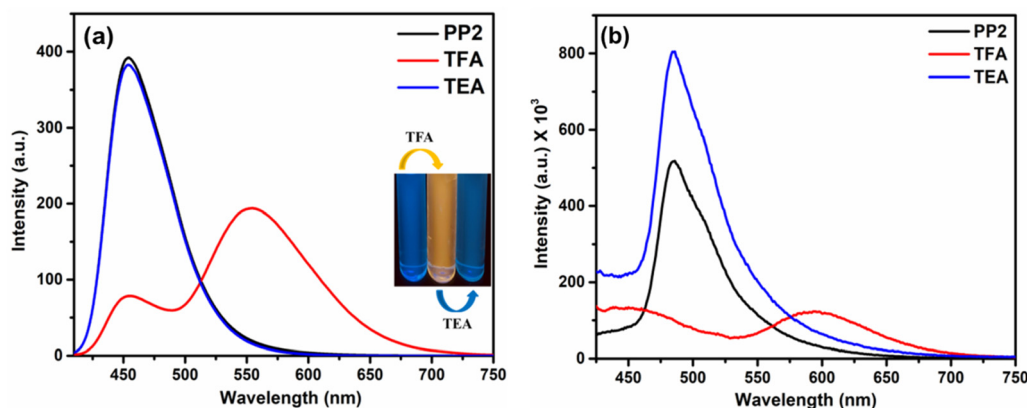 (a)
PP2
TFA
TEA
400
300
200
100
0
Intensity (a.u.)
TFA
TEA
450 500 550 600 650 700 750
Wavelength (nm)
(b)
PP2
TFA
TEA
800
600
400
200
0
Intensity (a.u.) X 10³
450 500 550 600 650 700 750
Wavelength (nm)